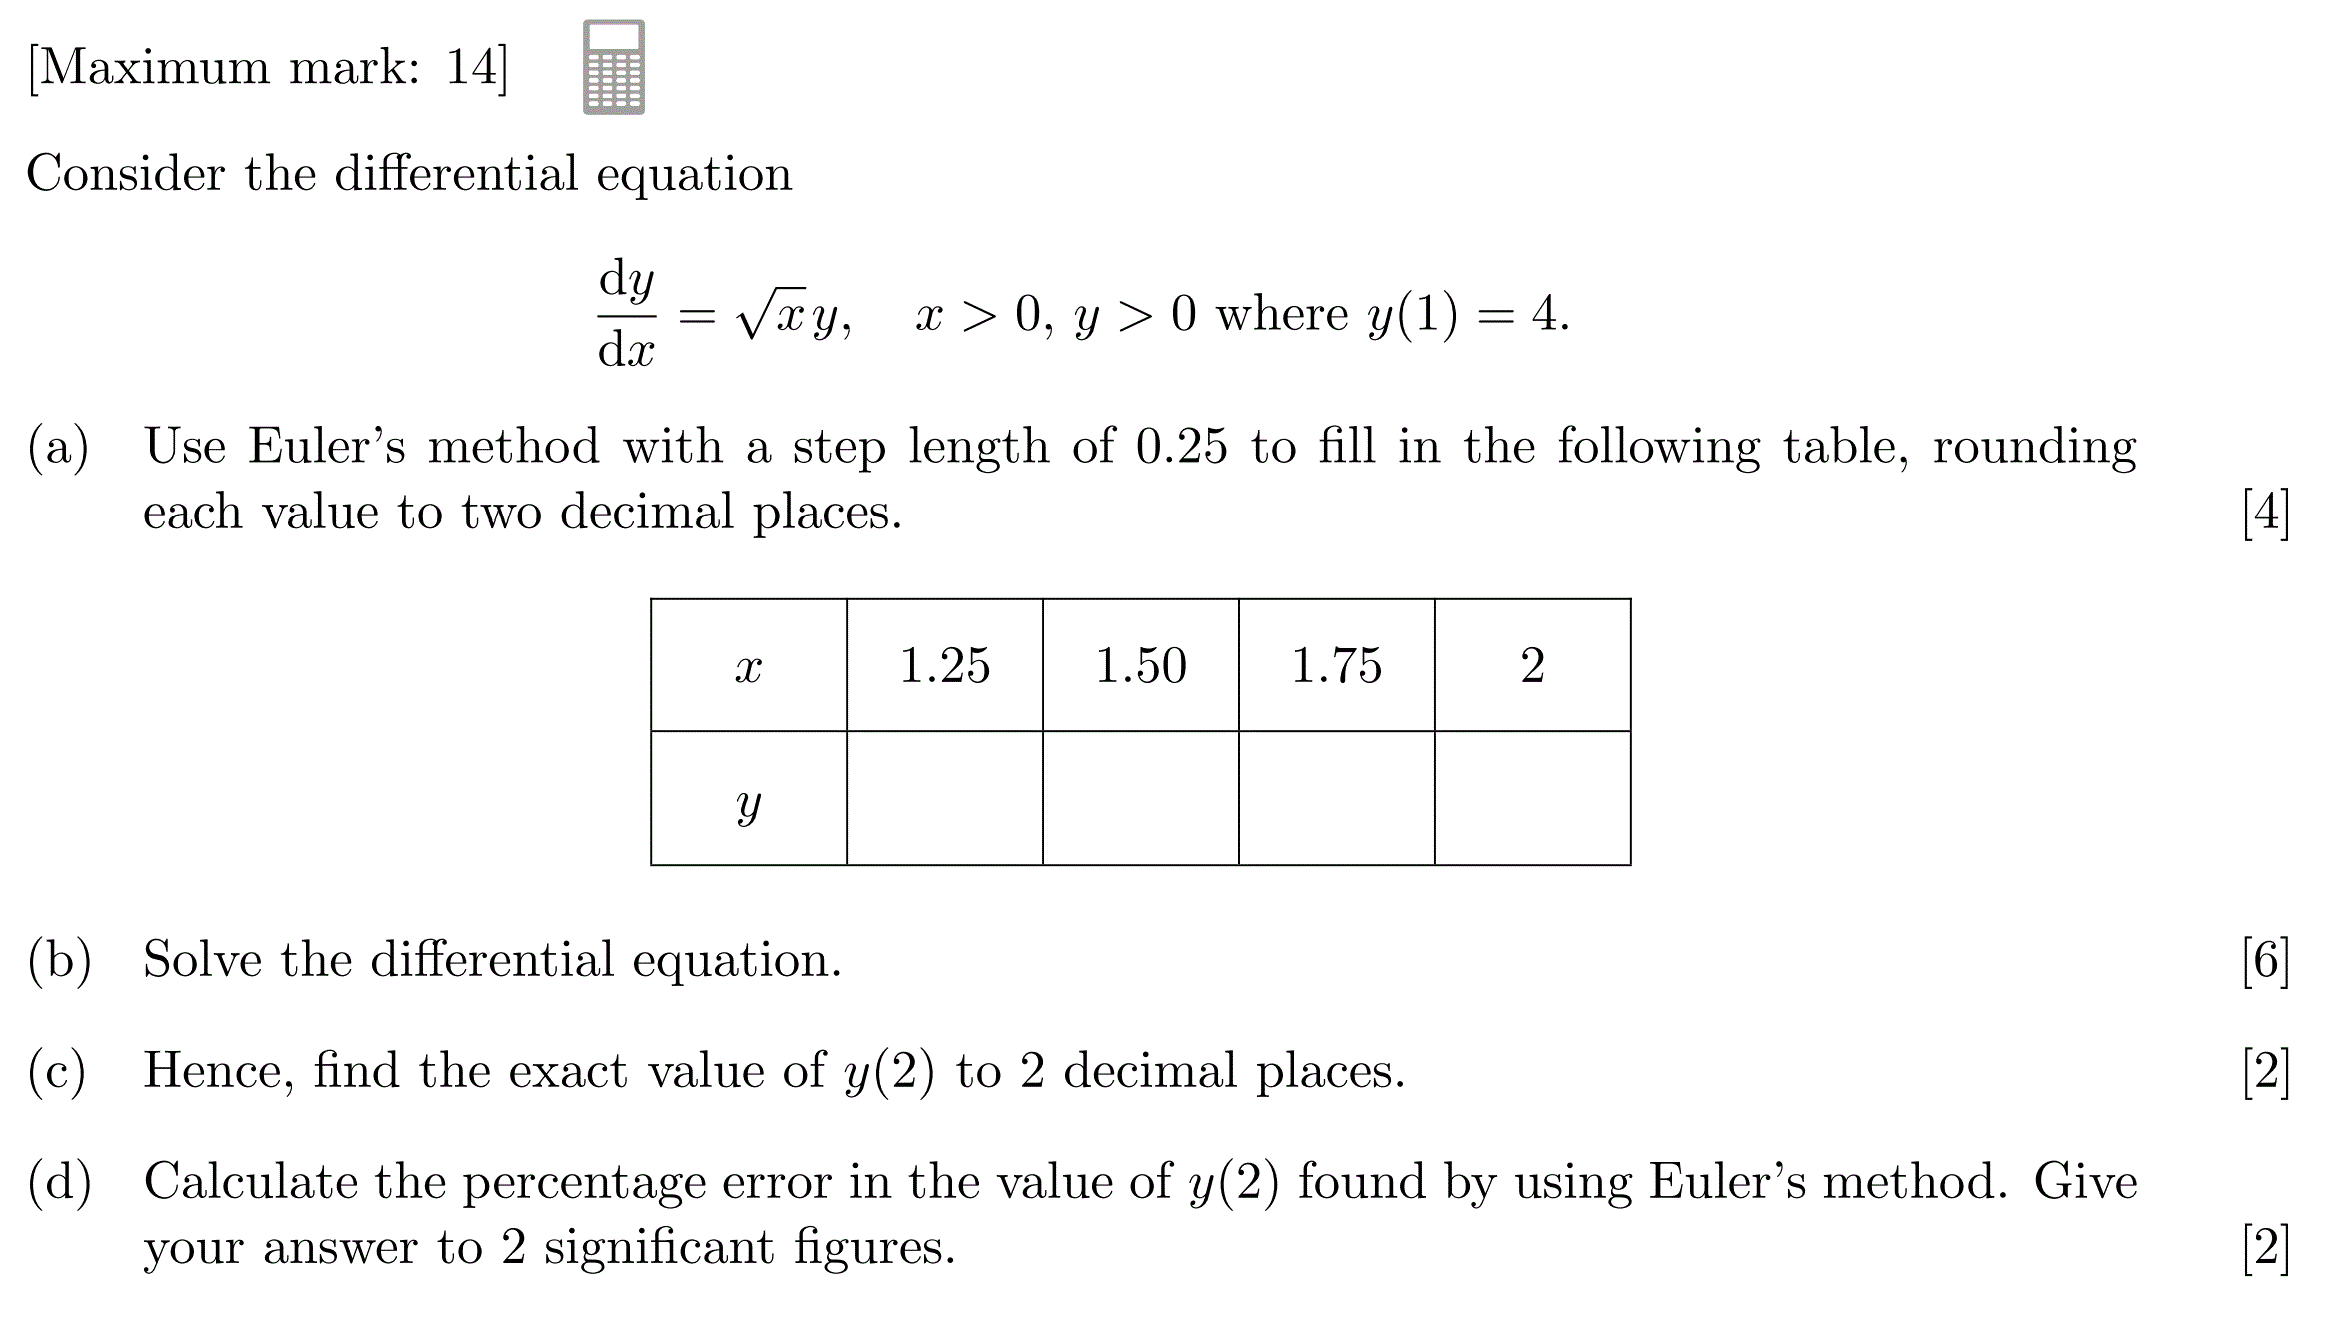 [Maximum mark: 14]
Consider the differential equation
dy/dx = √x y, x > 0, y > 0 where y(1) = 4.
(a) Use Euler's method with a step length of 0.25 to fill in the following table, rounding
each value to two decimal places. [4]
x 1.25 1.50 1.75 2
y
(b) Solve the differential equation. [6]
(c) Hence, find the exact value of y(2) to 2 decimal places. [2]
(d) Calculate the percentage error in the value of y(2) found by using Euler's method. Give
your answer to 2 significant figures. [2]